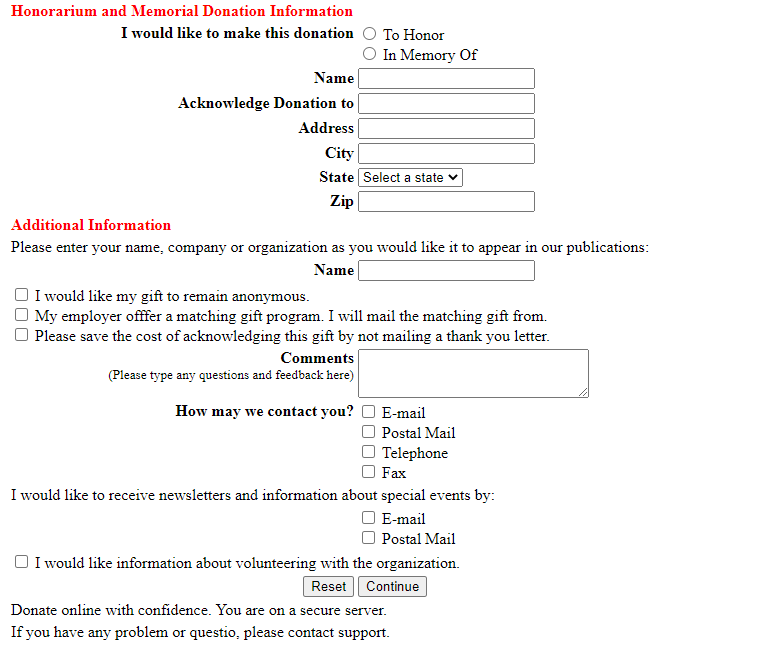 Honorarium and Memorial Donation Information
I would like to make this donation To Honor
In Memory Of
Name
Acknowledge Donation to
Address
City
State Select a state
Zip
Additional Information
Please enter your name, company or organization as you would like it to appear in our publications:
Name
I would like my gift to remain anonymous.
My employer offfer a matching gift program. I will mail the matching gift from.
Please save the cost of acknowledging this gift by not mailing a thank you letter.
Comments
(Please type any questions and feedback here)
How may we contact you? E-mail
Postal Mail
Telephone
Fax
I would like to receive newsletters and information about special events by:
E-mail
Postal Mail
I would like information about volunteering with the organization.
Reset Continue
Donate online with confidence. You are on a secure server.
If you have any problem or questio, please contact support.